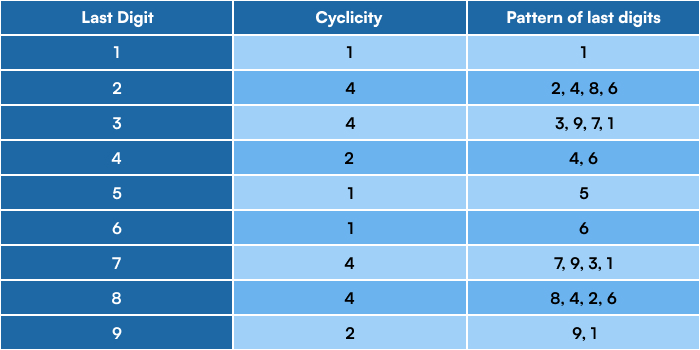 Last Digit Cyclicity Pattern of last digits
1 1 1
2 4 2, 4, 8, 6
3 4 3, 9, 7, 1
4 2 4, 6
5 1 5
6 1 6
7 4 7, 9, 3, 1
8 4 8, 4, 2, 6
9 2 9, 1